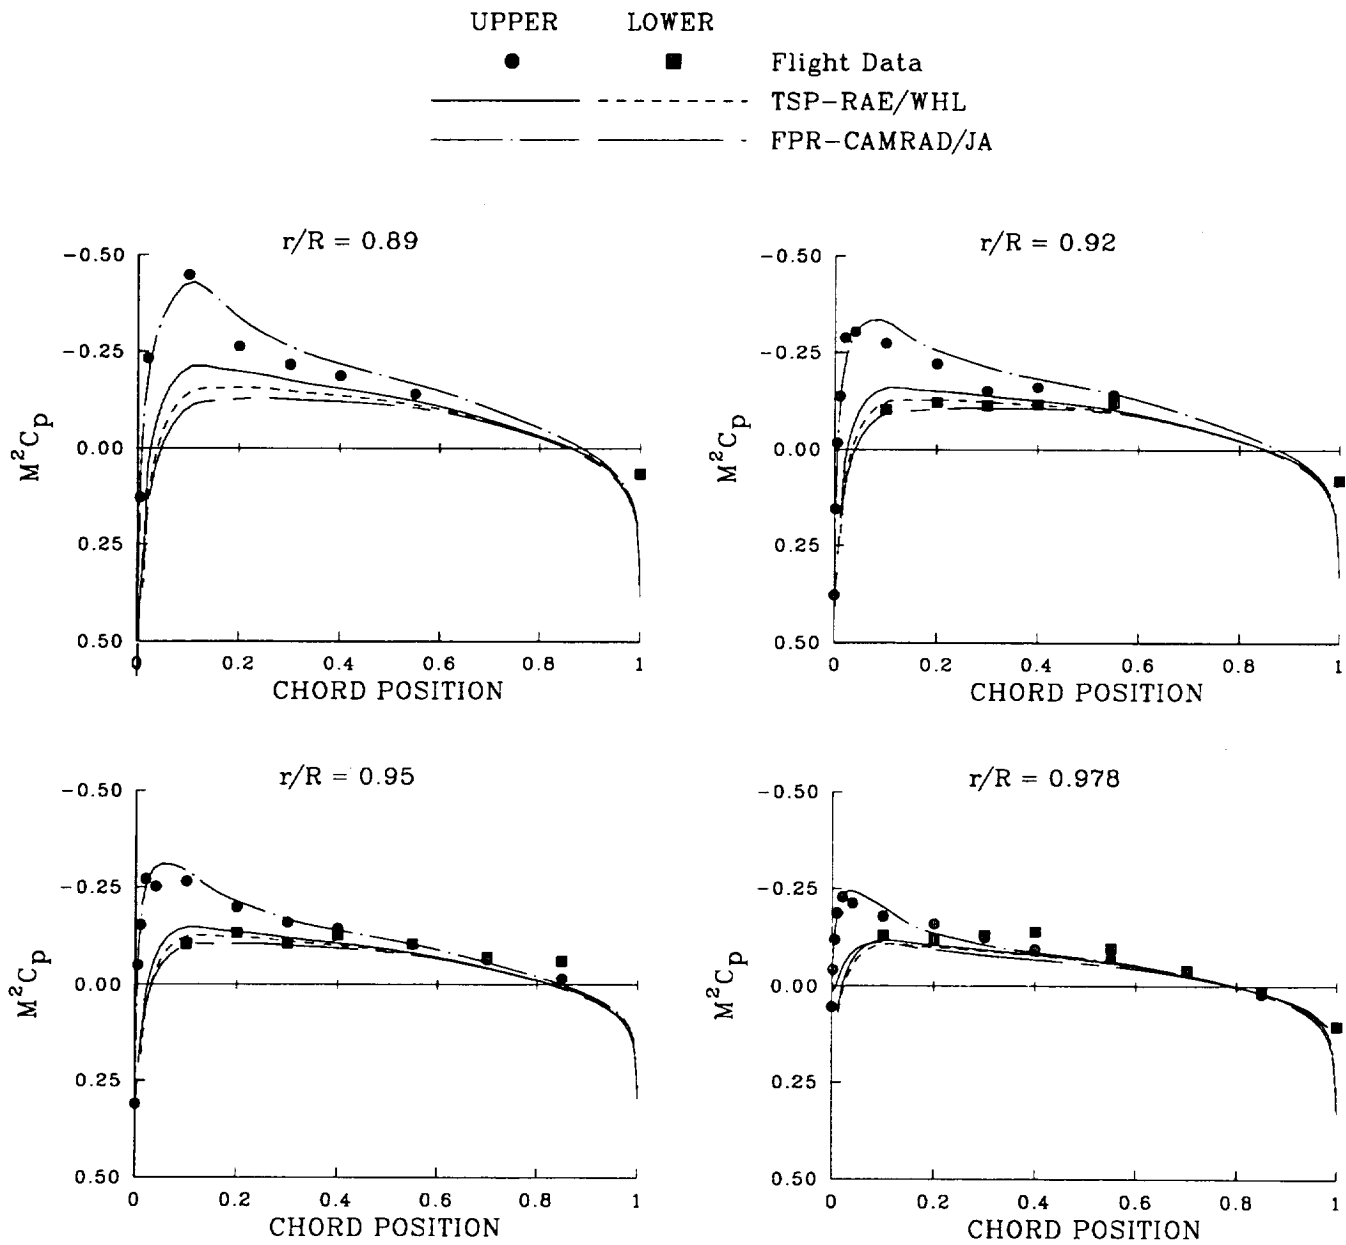 UPPER LOWER
Flight Data
TSP-RAE/WHL
FPR-CAMRAD/JA
r/R = 0.89
-0.50
-0.25
0.00
0.25
0.50
M²Cp
0 0.2 0.4 0.6 0.8 1
CHORD POSITION
r/R = 0.92
-0.50
-0.25
0.00
0.25
0.50
M²Cp
0 0.2 0.4 0.6 0.8 1
CHORD POSITION
r/R = 0.95
-0.50
-0.25
0.00
0.25
0.50
M²Cp
0 0.2 0.4 0.6 0.8 1
CHORD POSITION
r/R = 0.978
-0.50
-0.25
0.00
0.25
0.50
M²Cp
0 0.2 0.4 0.6 0.8 1
CHORD POSITION